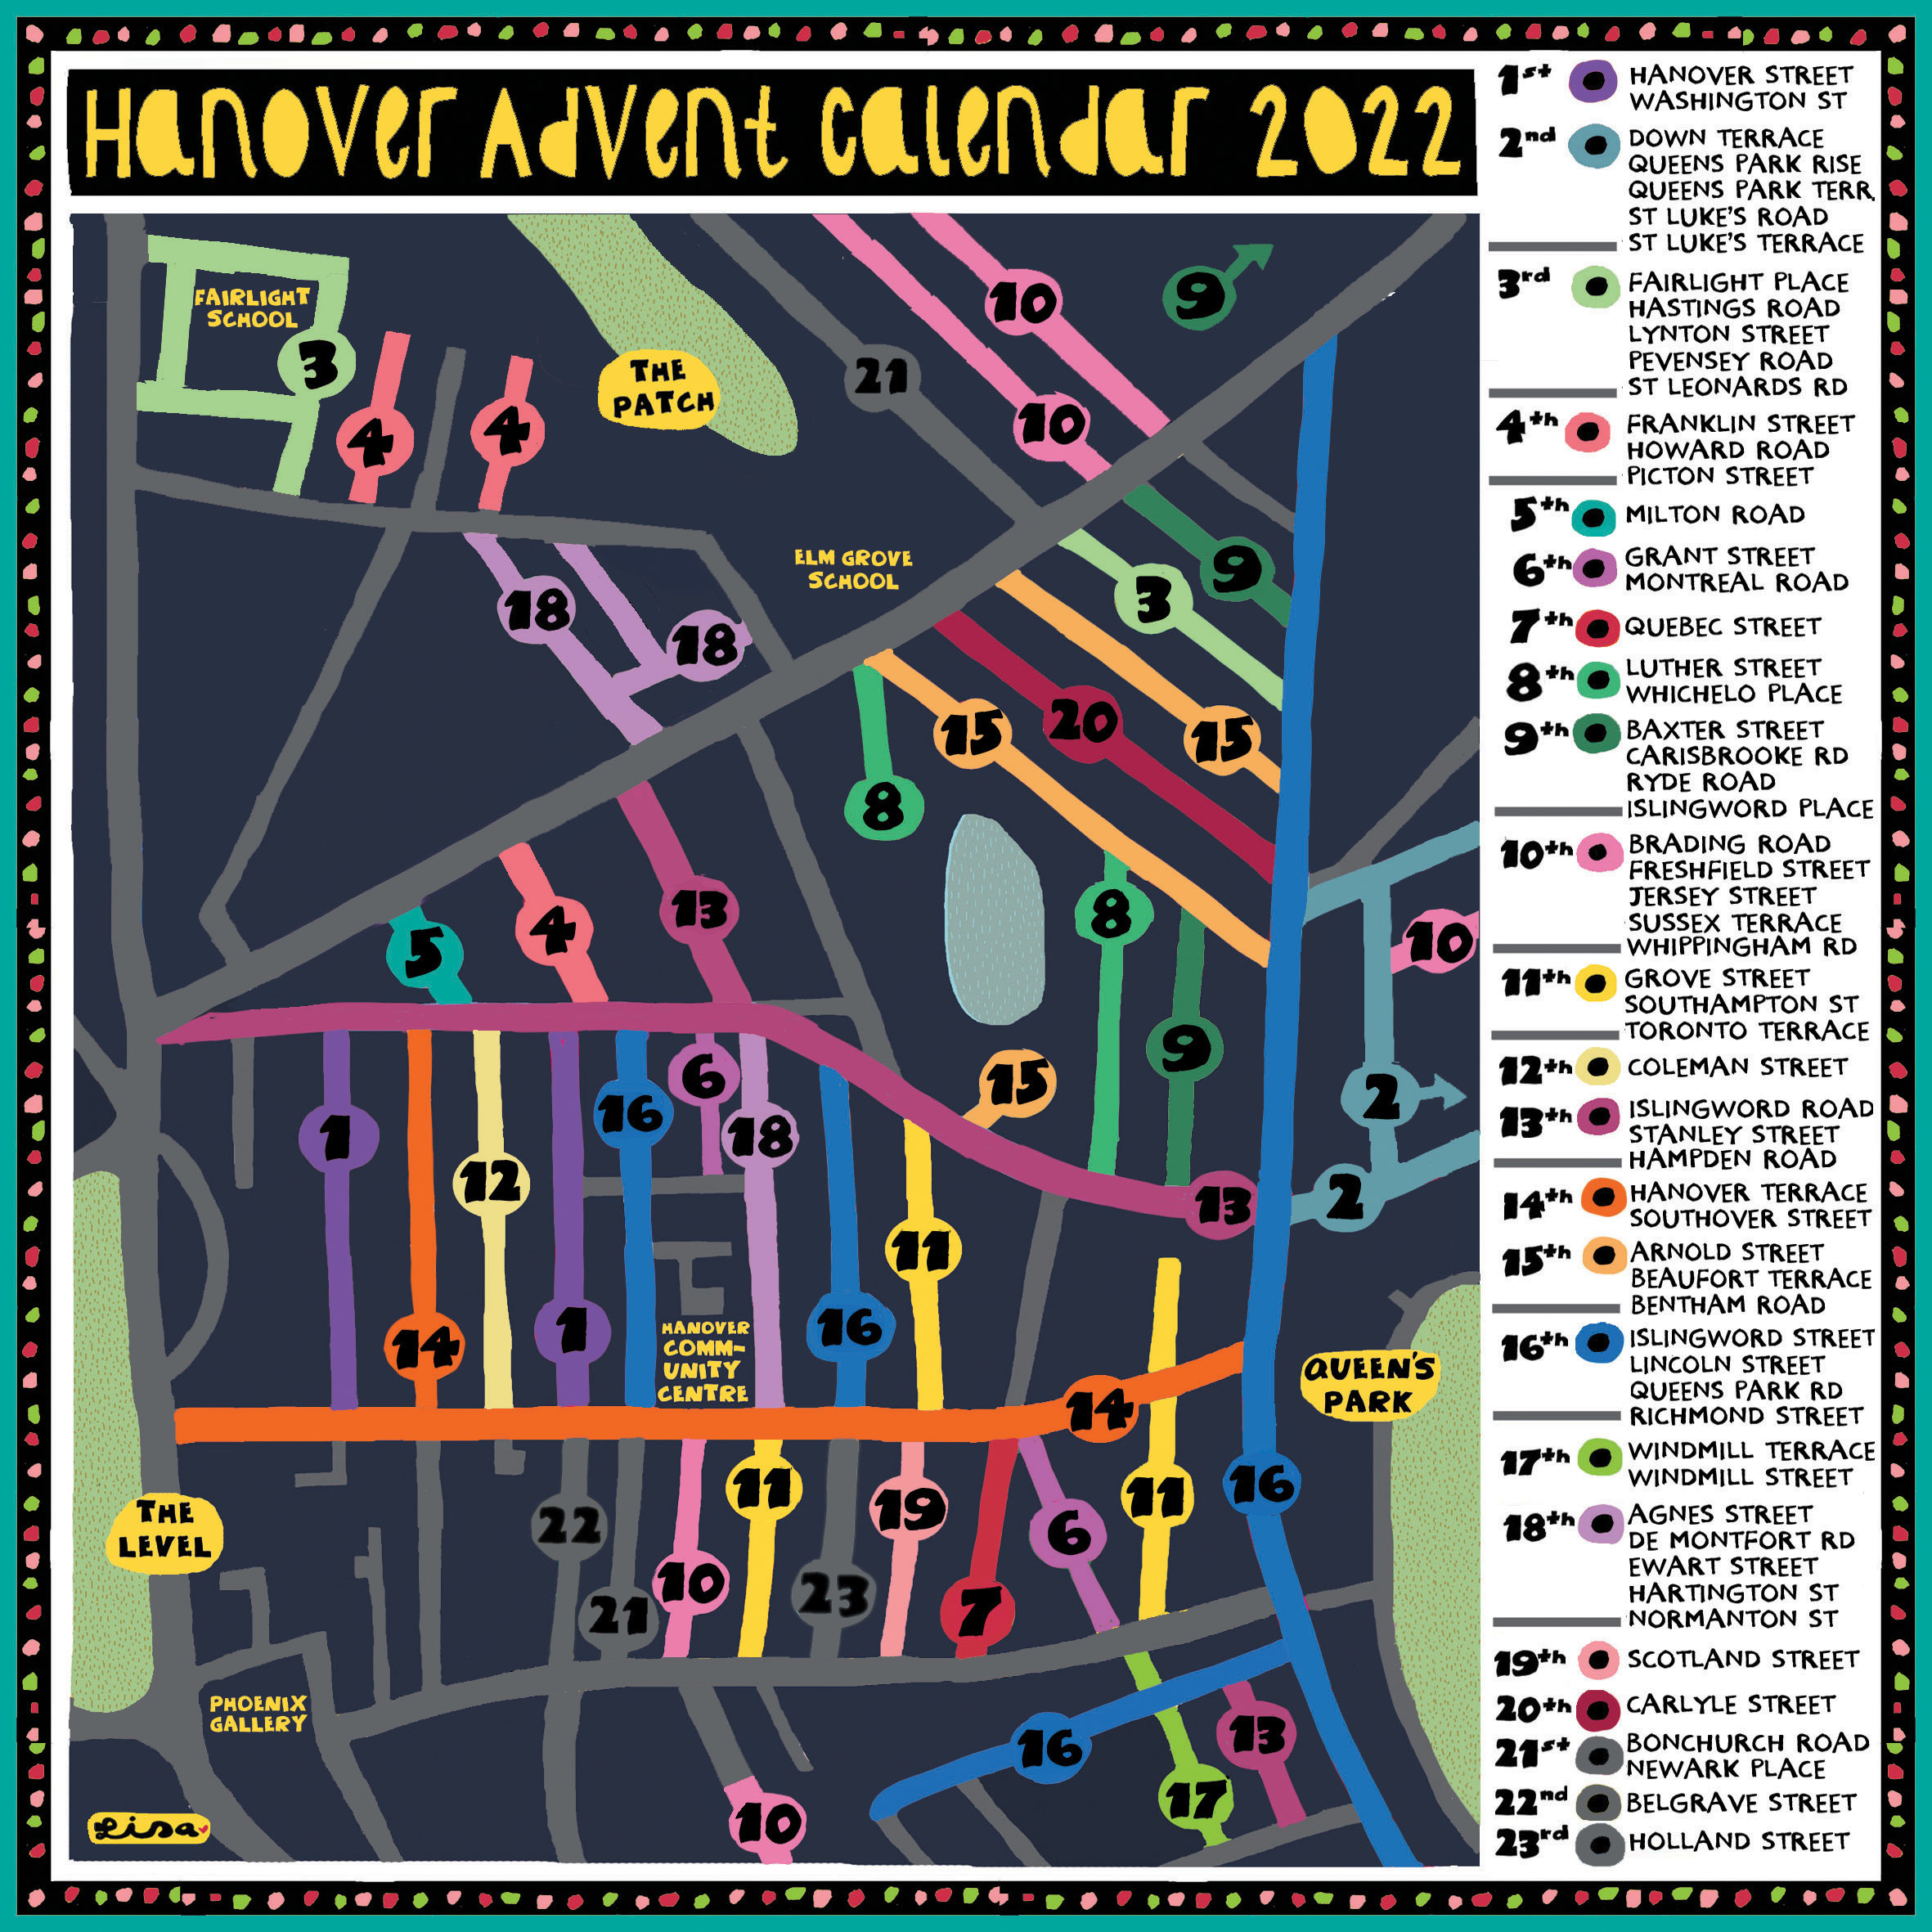 Hanover Advent Calendar 2022
FAIRLIGHT
SCHOOL
3
4
4
THE
PATCH
21
10
10
9
18
18
ELM GROVE
SCHOOL
9
3
15
20
15
8
8
5
4
13
10
9
15
6
1
16
18
12
2
2
13
11
14
1
16
HANOVER
COMM-
UNITY
CENTRE
14
QUEEN'S
PARK
THE
LEVEL
22
21
10
11
23
19
7
6
11
16
PHOENIX
GALLERY
10
16
17
13
Lisa
1st HANOVER STREET
WASHINGTON ST
2nd DOWN TERRACE
QUEENS PARK RISE
QUEENS PARK TERR.
ST LUKE'S ROAD
ST LUKE'S TERRACE
3rd FAIRLIGHT PLACE
HASTINGS ROAD
LYNTON STREET
PEVENSEY ROAD
ST LEONARDS RD
4th FRANKLIN STREET
HOWARD ROAD
PICTON STREET
5th MILTON ROAD
6th GRANT STREET
MONTREAL ROAD
7th QUEBEC STREET
8th LUTHER STREET
WHICHELO PLACE
9th BAXTER STREET
CARISBROOKE RD
RYDE ROAD
ISLINGWORD PLACE
10th BRADING ROAD
FRESHFIELD STREET
JERSEY STREET
SUSSEX TERRACE
WHIPPINGHAM RD
11th GROVE STREET
SOUTHAMPTON ST
TORONTO TERRACE
12th COLEMAN STREET
13th ISLINGWORD ROAD
STANLEY STREET
HAMPDEN ROAD
14th HANOVER TERRACE
SOUTHOVER STREET
15th ARNOLD STREET
BEAUFORT TERRACE
BENTHAM ROAD
16th ISLINGWORD STREET
LINCOLN STREET
QUEENS PARK RD
RICHMOND STREET
17th WINDMILL TERRACE
WINDMILL STREET
18th AGNES STREET
DE MONTFORT RD
EWART STREET
HARTINGTON ST
NORMANTON ST
19th SCOTLAND STREET
20th CARLYLE STREET
21st BONCHURCH ROAD
NEWARK PLACE
22nd BELGRAVE STREET
23rd HOLLAND STREET